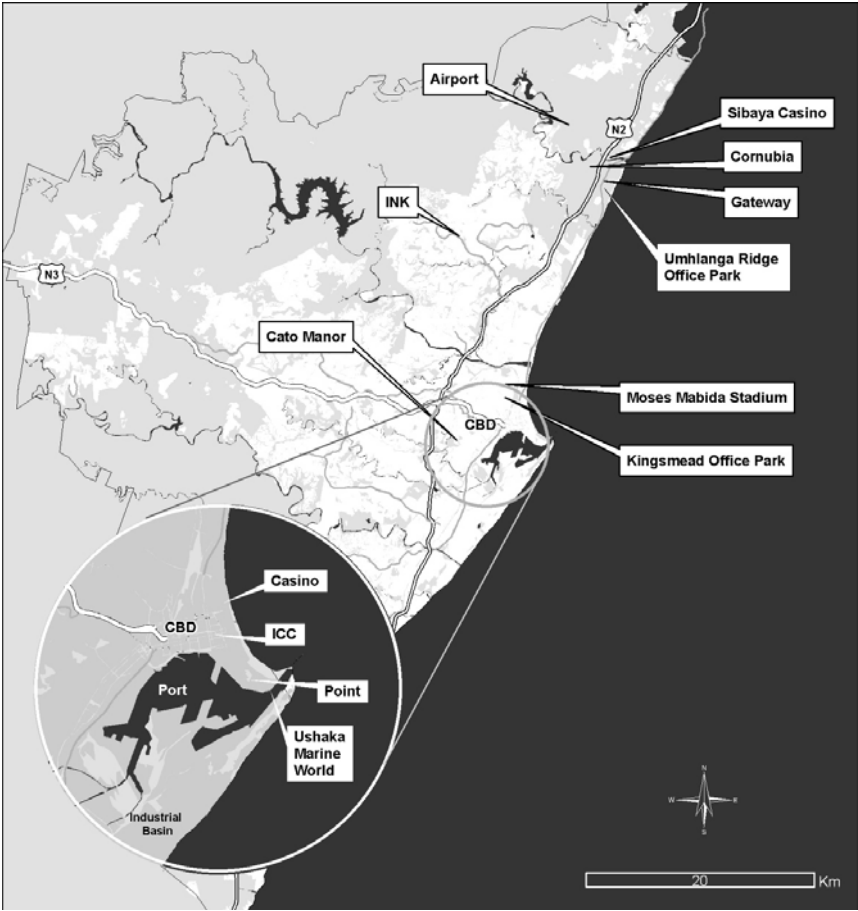 Airport
N2
Sibaya Casino
Cornubia
INK
Gateway
Umhlanga Ridge
Office Park
N3
Cato Manor
Moses Mabida Stadium
CBD
Kingsmead Office Park
Casino
CBD
ICC
Port
Point
Ushaka
Marine
World
Industrial
Basin
N
W
E
S
20
Km